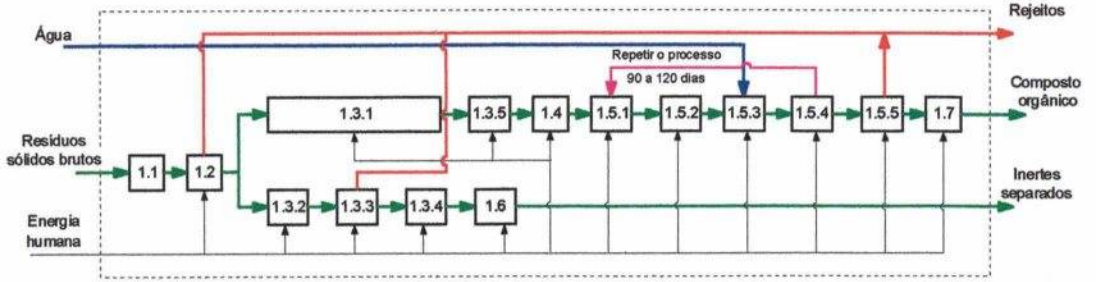 Rejeitos
Água
Repetir o processo
90 a 120 dias
Composto
orgânico
1.3.1
1.3.5
1.4
1.5.1
1.5.2
1.5.3
1.5.4
1.5.5
1.7
Resíduos
sólidos brutos
1.1
1.2
Inertes
separados
1.3.2
1.3.3
1.3.4
1.6
Energia
humana